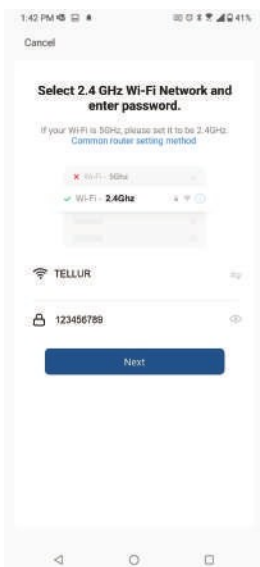 1:42 PM
41%
Cancel
Select 2.4 GHz Wi-Fi Network and
enter password.
If your Wi-Fi is 5GHz, please set it to be 2.4GHz.
Common router setting method
Wi-Fi - 5Ghz
Wi-Fi - 2.4Ghz
TELLUR
123456789
Next